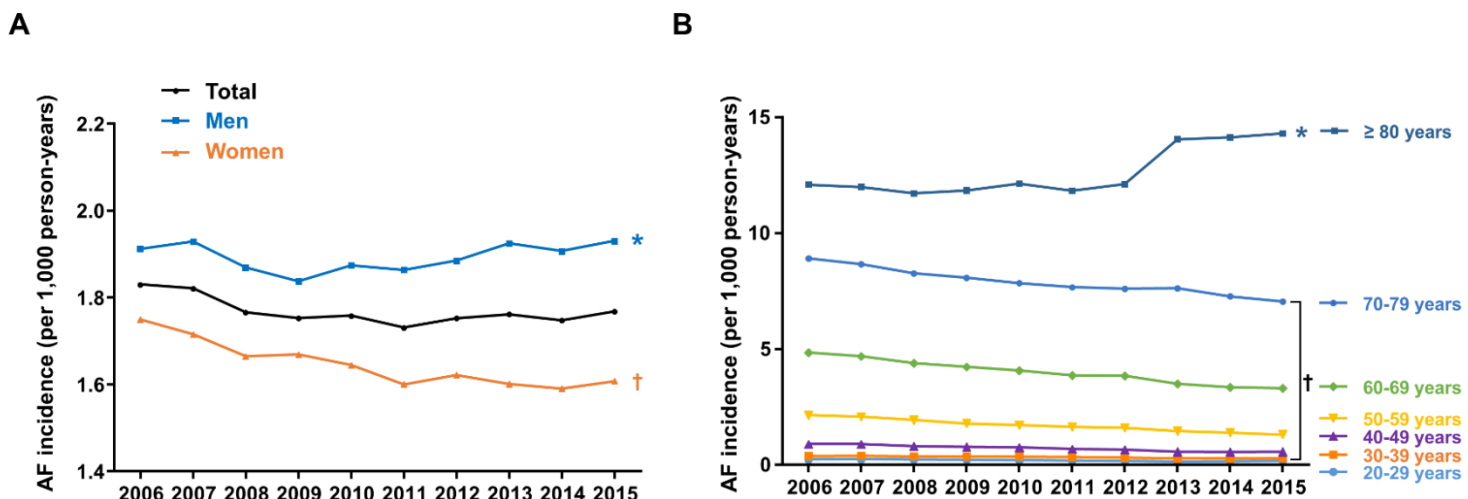 A
AF incidence (per 1,000 person-years)
Total
Men
Women
2.2
2.0
1.8
1.6
1.4
*
†
2006 2007 2008 2009 2010 2011 2012 2013 2014 2015
B
AF incidence (per 1,000 person-years)
15
10
5
0
*
†
≥ 80 years
70-79 years
60-69 years
50-59 years
40-49 years
30-39 years
20-29 years
2006 2007 2008 2009 2010 2011 2012 2013 2014 2015